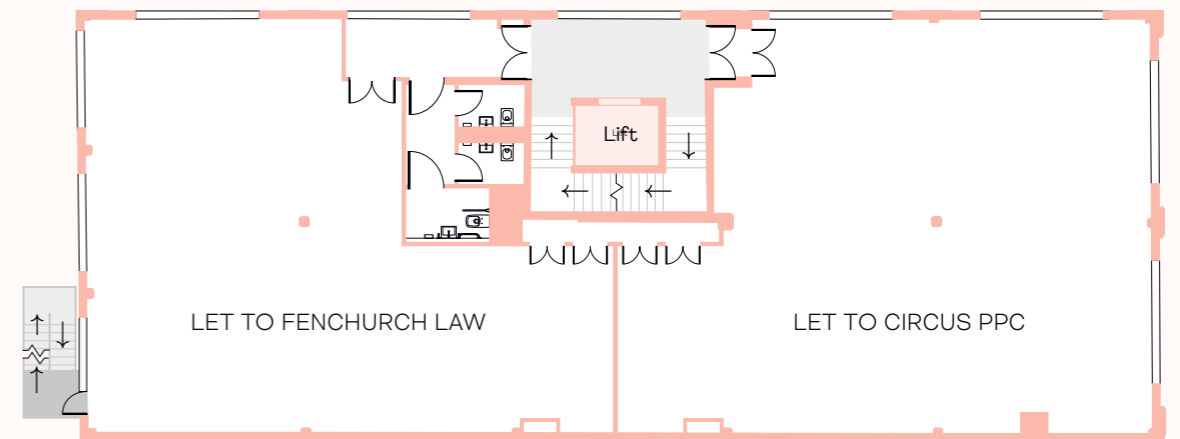 Lift
LET TO FENCHURCH LAW
LET TO CIRCUS PPC